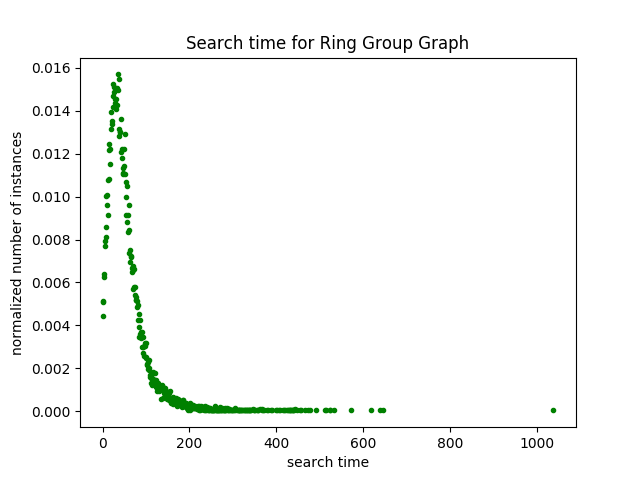 Search time for Ring Group Graph
normalized number of instances
0.016
0.014
0.012
0.010
0.008
0.006
0.004
0.002
0.000
0 200 400 600 800 1000
search time